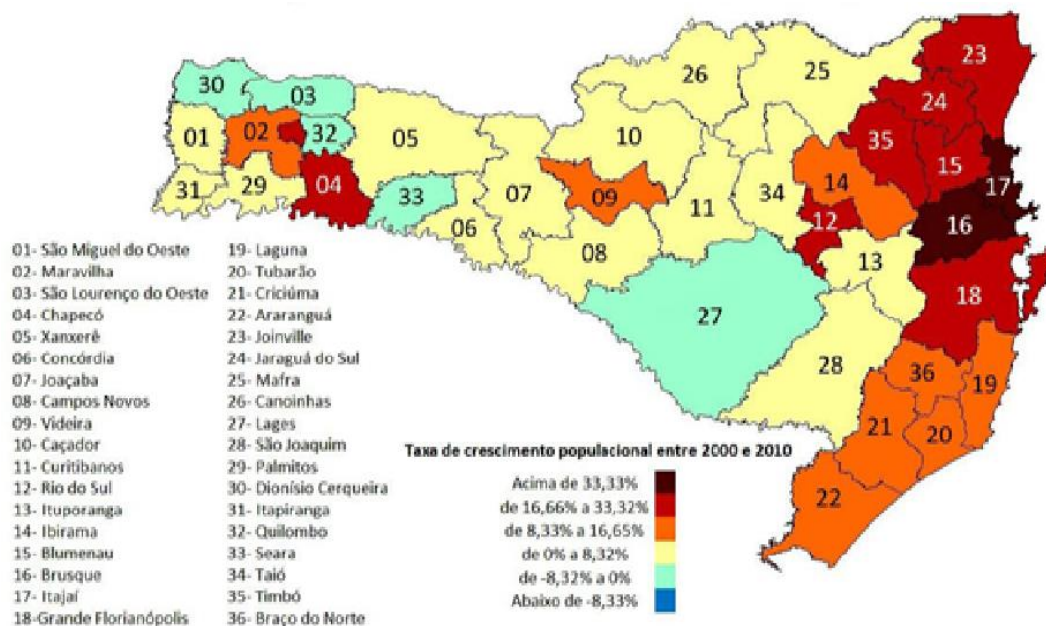 23
26
25
30
03
24
01
02
32
05
10
35
15
17
31
29
04
33
07
09
34
14
16
06
11
12
08
13
18
27
28
36
19
21
20
22
01- São Miguel do Oeste
02- Maravilha
03- São Lourenço do Oeste
04- Chapecó
05- Xanxerê
06- Concórdia
07- Joaçaba
08- Campos Novos
09- Videira
10- Caçador
11- Curitibanos
12- Rio do Sul
13- Ituporanga
14- Ibirama
15- Blumenau
16- Brusque
17- Itajaí
18-Grande Florianópolis
19- Laguna
20- Tubarão
21- Criciúma
22- Araranguá
23- Joinville
24- Jaraguá do Sul
25- Mafra
26- Canoinhas
27- Lages
28- São Joaquim
29- Palmitos
30- Dionísio Cerqueira
31- Itapiranga
32- Quilombo
33- Seara
34- Taió
35- Timbó
36- Braço do Norte
Taxa de crescimento populacional entre 2000 e 2010
Acima de 33,33%
de 16,66% a 33,32%
de 8,33% a 16,65%
de 0% a 8,32%
de -8,32% a 0%
Abaixo de -8,33%